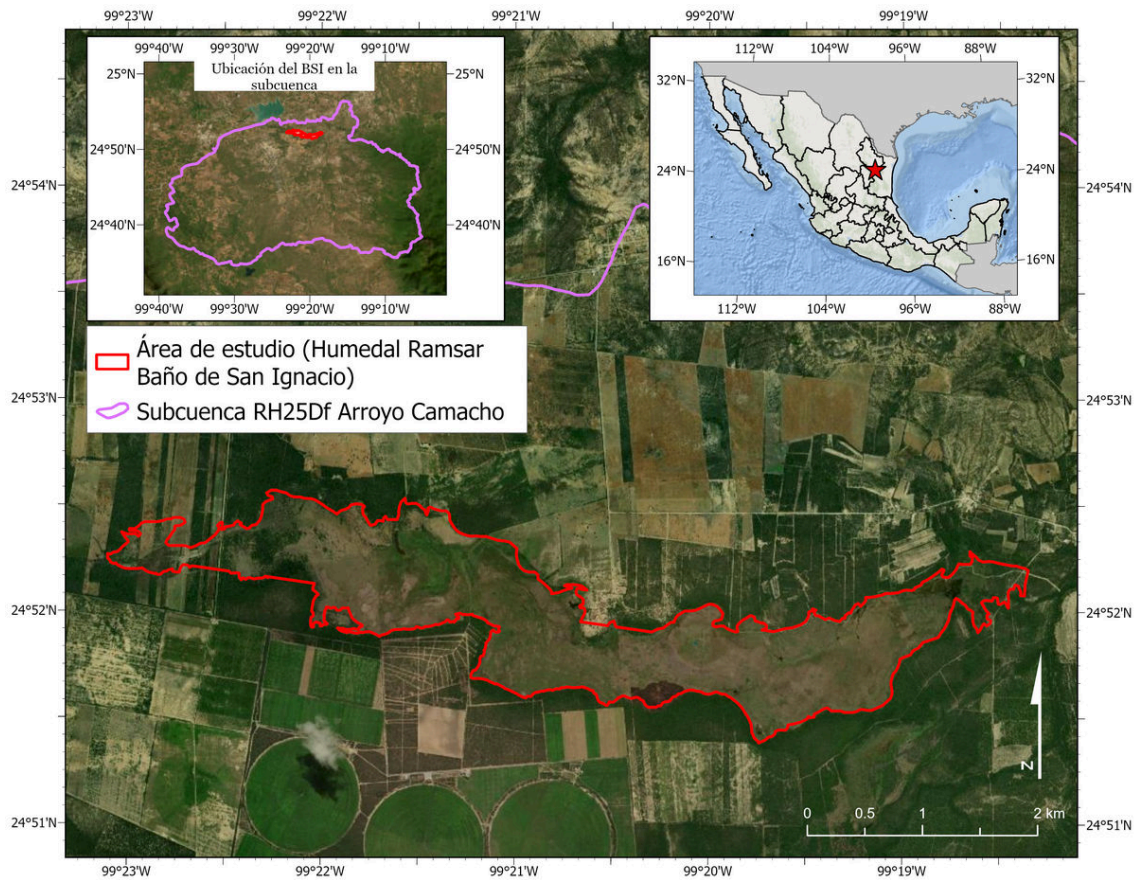 99°23'W 99°22'W 99°21'W 99°20'W 99°19'W
99°40'W 99°30'W 99°20'W 99°10'W
Ubicación del BSI en la
subcuenca
25°N 25°N
24°50'N 24°50'N
24°40'N 24°40'N
99°40'W 99°30'W 99°20'W 99°10'W
112°W 104°W 96°W 88°W
32°N 32°N
24°N 24°N
16°N 16°N
112°W 104°W 96°W 88°W
24°54'N 24°54'N
Área de estudio (Humedal Ramsar
Baño de San Ignacio)
Subcuenca RH25Df Arroyo Camacho
24°53'N 24°53'N
24°52'N 24°52'N
N
0 0.5 1 2 km
24°51'N 24°51'N
99°23'W 99°22'W 99°21'W 99°20'W 99°19'W